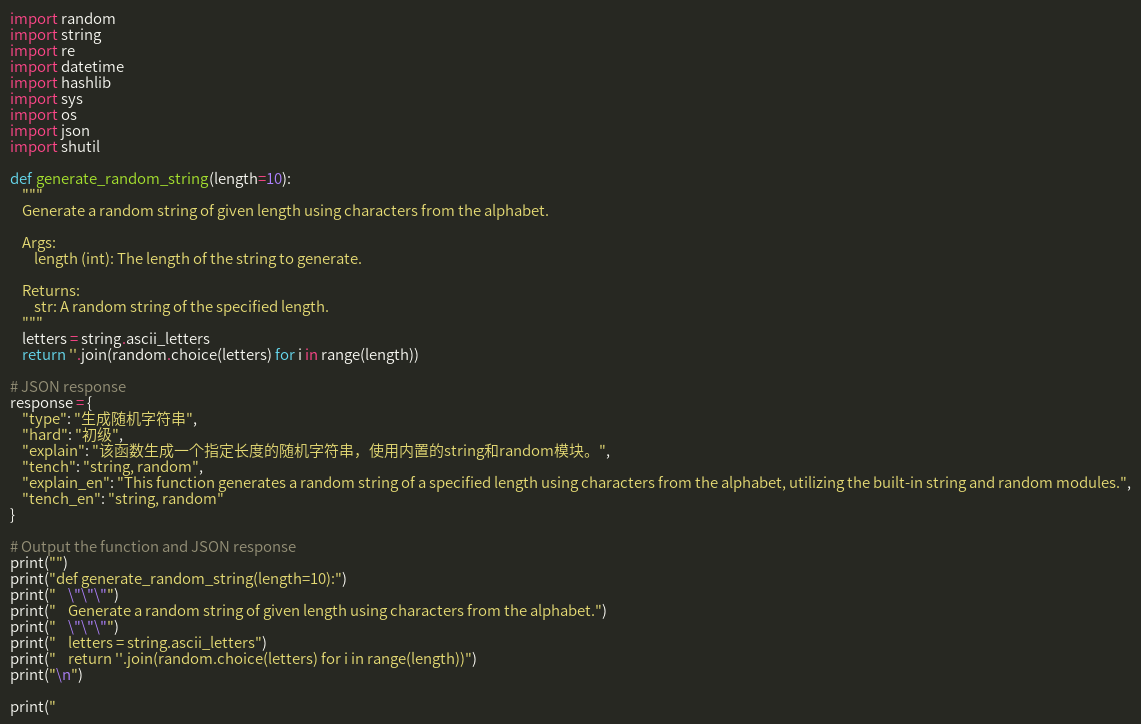 import random
import string
import re
import datetime
import hashlib
import sys
import os
import json
import shutil

def generate_random_string(length=10):
    """
    Generate a random string of given length using characters from the alphabet.

    Args:
        length (int): The length of the string to generate.

    Returns:
        str: A random string of the specified length.
    """
    letters = string.ascii_letters
    return ''.join(random.choice(letters) for i in range(length))

# JSON response
response = {
    "type": "生成随机字符串",
    "hard": "初级",
    "explain": "该函数生成一个指定长度的随机字符串，使用内置的string和random模块。",
    "tench": "string, random",
    "explain_en": "This function generates a random string of a specified length using characters from the alphabet, utilizing the built-in string and random modules.",
    "tench_en": "string, random"
}

# Output the function and JSON response
print("")
print("def generate_random_string(length=10):")
print("    \"\"\"")
print("    Generate a random string of given length using characters from the alphabet.")
print("    \"\"\"")
print("    letters = string.ascii_letters")
print("    return ''.join(random.choice(letters) for i in range(length))")
print("\n")

print("